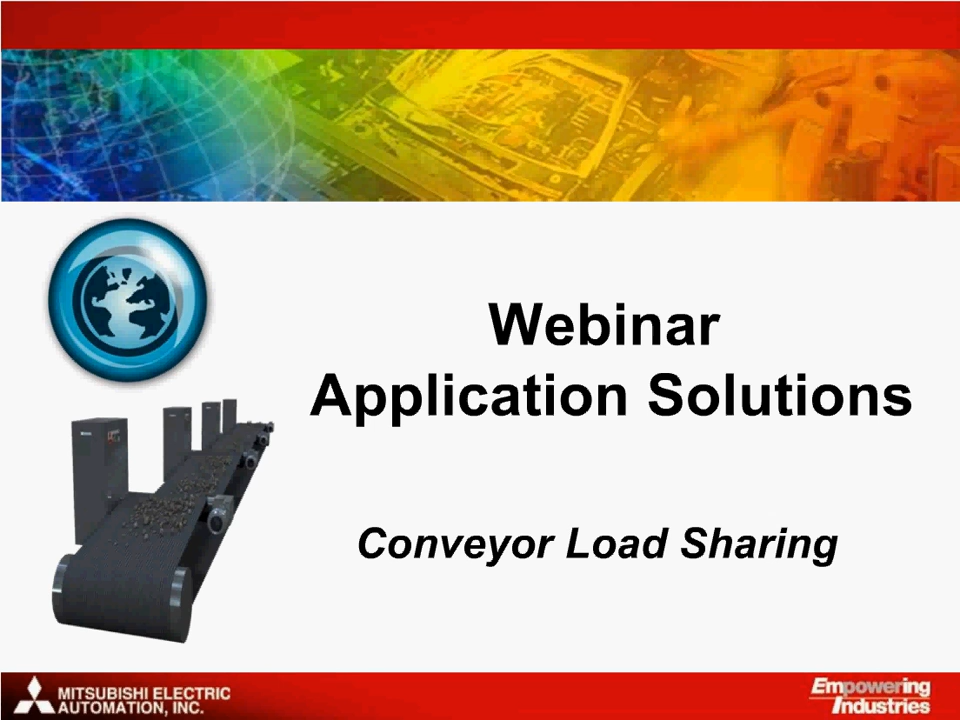 Webinar
Application Solutions
Conveyor Load Sharing
MITSUBISHI ELECTRIC
AUTOMATION, INC.
Empowering
Industries